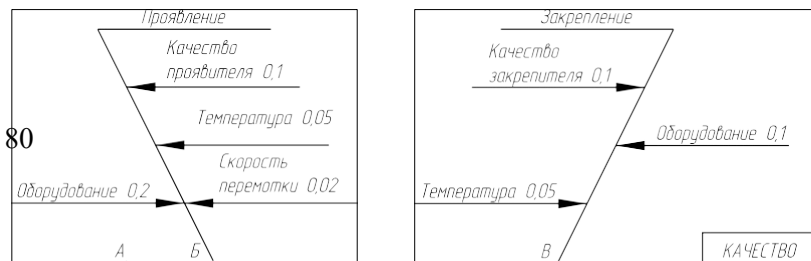 Проявление
Качество
проявителя 0,1
Температура 0,05
80
Скорость
перемотки 0,02
Оборудование 0,2
А
Б
Закрепление
Качество
закрепителя 0,1
Оборудование 0,1
Температура 0,05
В
КАЧЕСТВО